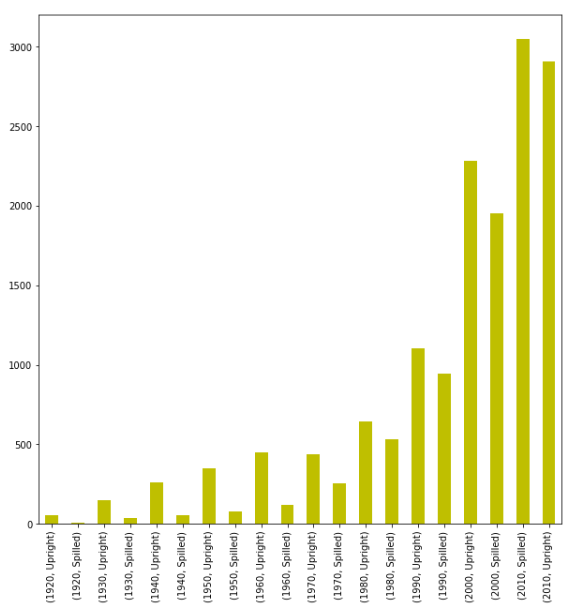 3000
2500
2000
1500
1000
500
0
(1920, Upright)
(1920, Spilled)
(1930, Upright)
(1930, Spilled)
(1940, Upright)
(1940, Spilled)
(1950, Upright)
(1950, Spilled)
(1960, Upright)
(1960, Spilled)
(1970, Upright)
(1970, Spilled)
(1980, Upright)
(1980, Spilled)
(1990, Upright)
(1990, Spilled)
(2000, Upright)
(2000, Spilled)
(2010, Spilled)
(2010, Upright)